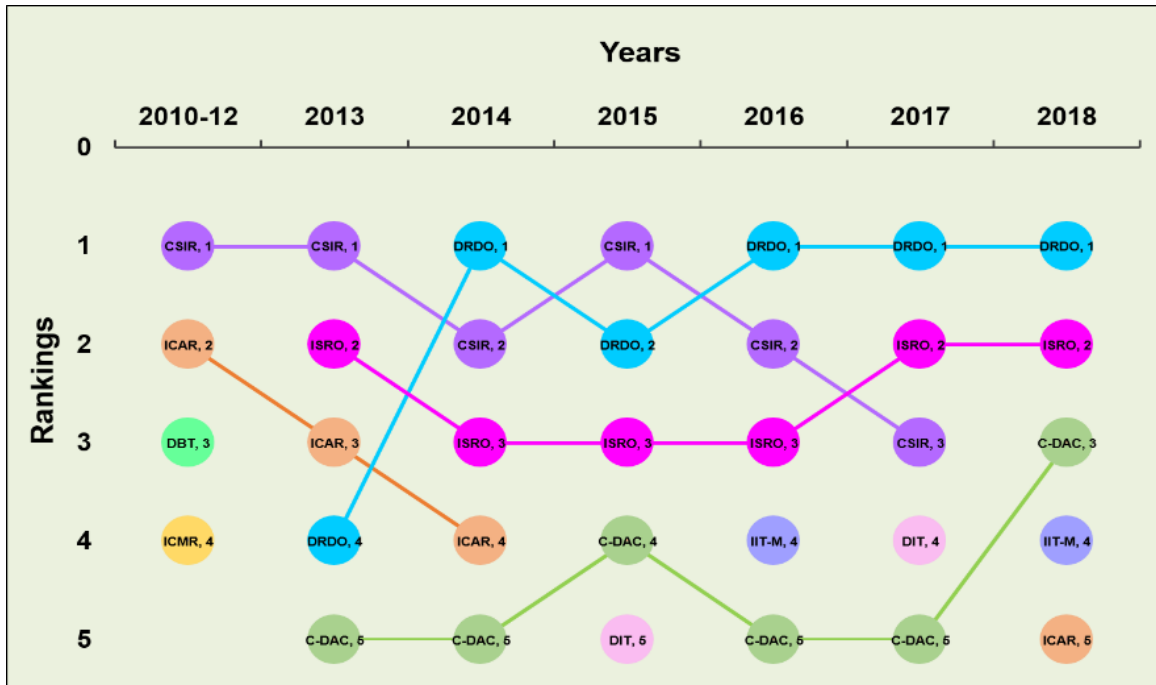 Years
2010-12 2013 2014 2015 2016 2017 2018
0
1 CSIR, 1 CSIR, 1 DRDO, 1 CSIR, 1 DRDO, 1 DRDO, 1 DRDO, 1
2 ICAR, 2 ISRO, 2 CSIR, 2 DRDO, 2 CSIR, 2 ISRO, 2 ISRO, 2
Rankings
3 DBT, 3 ICAR, 3 ISRO, 3 ISRO, 3 ISRO, 3 CSIR, 3 C-DAC, 3
4 ICMR, 4 DRDO, 4 ICAR, 4 C-DAC, 4 IIT-M, 4 DIT, 4 IIT-M, 4
5 C-DAC, 5 C-DAC, 5 DIT, 5 C-DAC, 5 C-DAC, 5 ICAR, 5